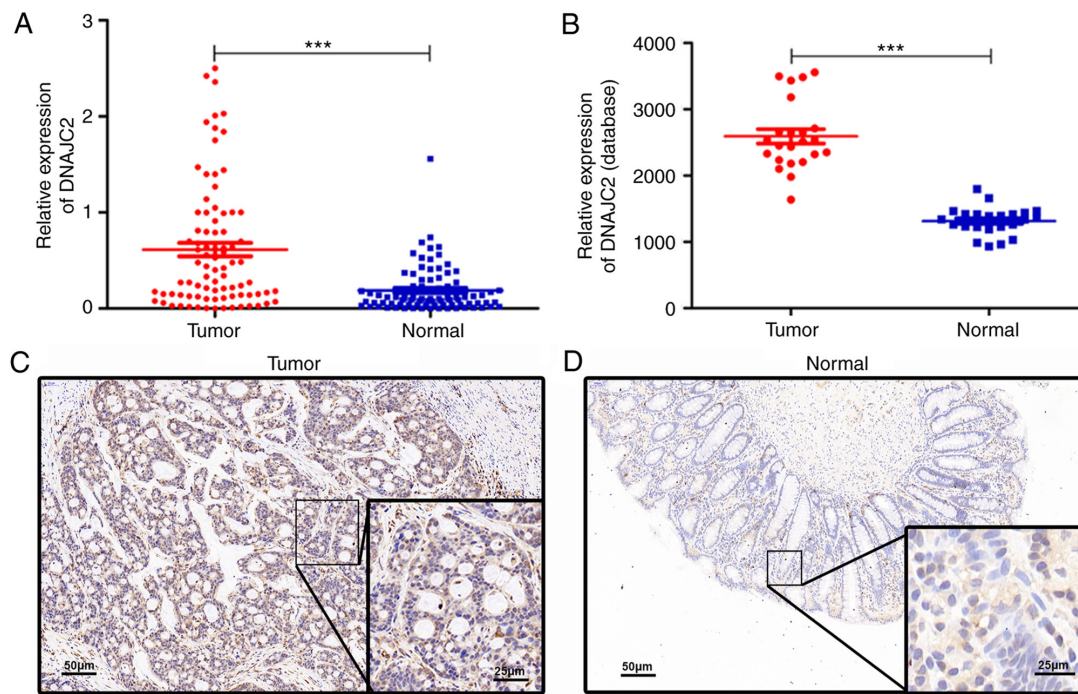 A
Relative expression
of DNAJC2
3
2
1
0
***
Tumor
Normal
B
Relative expression
of DNAJC2 (database)
4000
3000
2000
1000
0
***
Tumor
Normal
C
Tumor
50µm
25µm
D
Normal
50µm
25µm